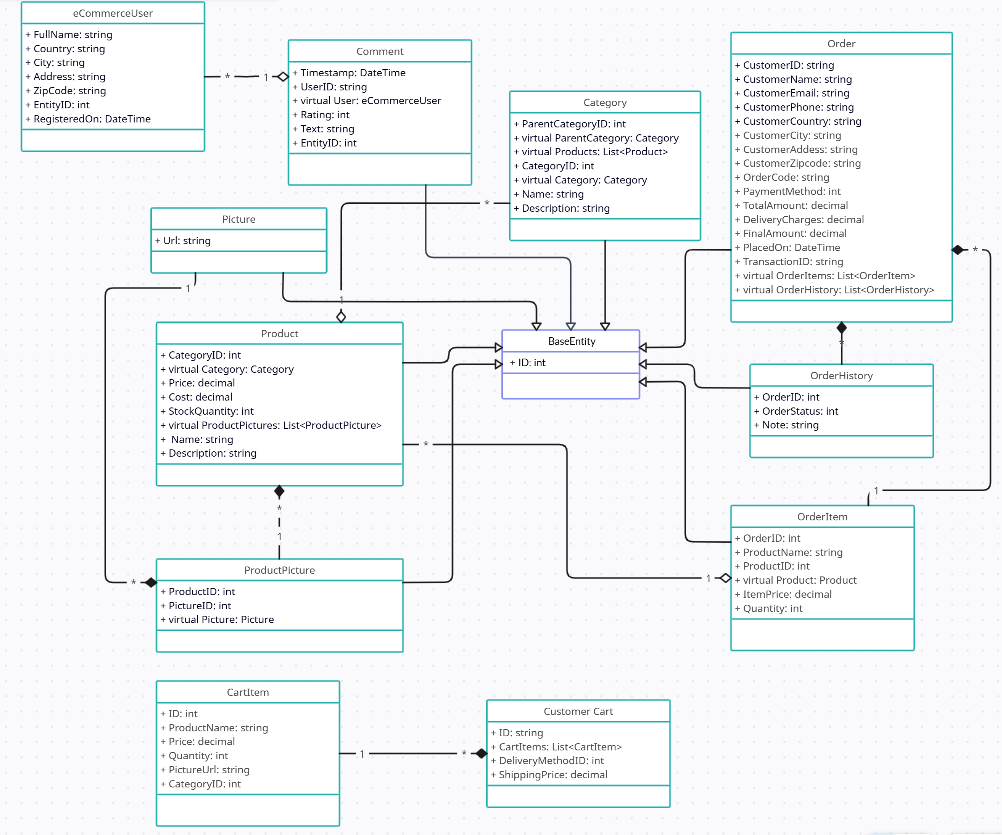 eCommerceUser
+ FullName: string
+ Country: string
+ City: string
+ Address: string
+ ZipCode: string
+ EntityID: int
+ RegisteredOn: DateTime
*
1
Comment
+ Timestamp: DateTime
+ UserID: string
+ virtual User: eCommerceUser
+ Rating: int
+ Text: string
+ EntityID: int
Category
+ ParentCategoryID: int
+ virtual ParentCategory: Category
+ virtual Products: List<Product>
+ CategoryID: int
+ virtual Category: Category
+ Name: string
+ Description: string
*
1
Order
+ CustomerID: string
+ CustomerName: string
+ CustomerEmail: string
+ CustomerPhone: string
+ CustomerCountry: string
+ CustomerCity: string
+ CustomerAddess: string
+ CustomerZipcode: string
+ OrderCode: string
+ PaymentMethod: int
+ TotalAmount: decimal
+ DeliveryCharges: decimal
+ FinalAmount: decimal
+ PlacedOn: DateTime
+ TransactionID: string
+ virtual OrderItems: List<OrderItem>
+ virtual OrderHistory: List<OrderHistory>
*
*
Picture
+ Url: string
1
Product
+ CategoryID: int
+ virtual Category: Category
+ Price: decimal
+ Cost: decimal
+ StockQuantity: int
+ virtual ProductPictures: List<ProductPicture>
+ Name: string
+ Description: string
*
BaseEntity
+ ID: int
OrderHistory
+ OrderID: int
+ OrderStatus: int
+ Note: string
*
1
1
OrderItem
+ OrderID: int
+ ProductName: string
+ ProductID: int
+ virtual Product: Product
+ ItemPrice: decimal
+ Quantity: int
1
*
ProductPicture
+ ProductID: int
+ PictureID: int
+ virtual Picture: Picture
CartItem
+ ID: int
+ ProductName: string
+ Price: decimal
+ Quantity: int
+ PictureUrl: string
+ CategoryID: int
1
*
Customer Cart
+ ID: string
+ CartItems: List<CartItem>
+ DeliveryMethodID: int
+ ShippingPrice: decimal